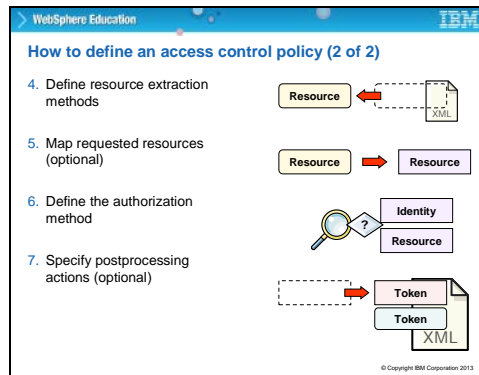 WebSphere Education
IBM
How to define an access control policy (2 of 2)
4. Define resource extraction
methods
Resource
XML
5. Map requested resources
(optional)
Resource
Resource
6. Define the authorization
method
?
Identity
Resource
7. Specify postprocessing
actions (optional)
Token
Token
XML
© Copyright IBM Corporation 2013